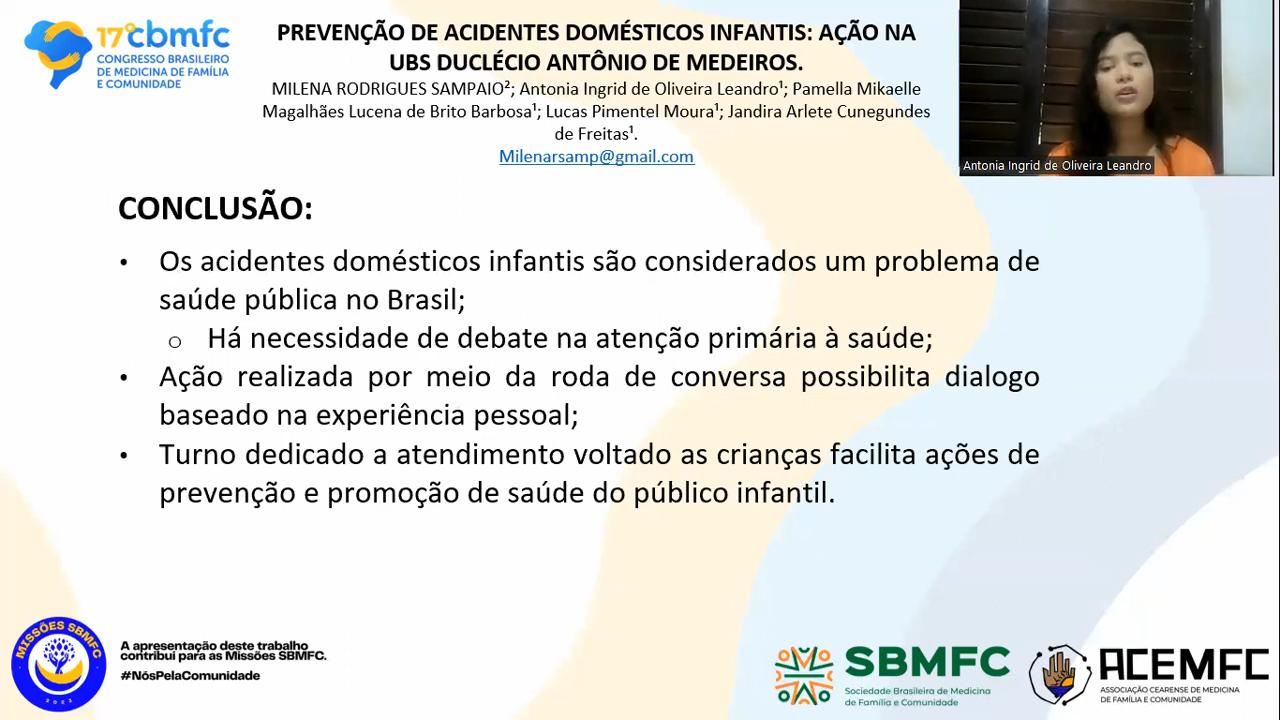 17º cbmfc
CONGRESSO BRASILEIRO
DE MEDICINA DE FAMÍLIA
E COMUNIDADE
PREVENÇÃO DE ACIDENTES DOMÉSTICOS INFANTIS: AÇÃO NA
UBS DUCLÉCIO ANTÔNIO DE MEDEIROS.
MILENA RODRIGUES SAMPAIO²; Antonia Ingrid de Oliveira Leandro¹; Pamella Mikaelle
Magalhães Lucena de Brito Barbosa¹; Lucas Pimentel Moura¹; Jandira Arlete Cunegundes
de Freitas¹.
Milenarsamp@gmail.com
Antonia Ingrid de Oliveira Leandro
CONCLUSÃO:
• Os acidentes domésticos infantis são considerados um problema de
saúde pública no Brasil;
o Há necessidade de debate na atenção primária à saúde;
• Ação realizada por meio da roda de conversa possibilita dialogo
baseado na experiência pessoal;
• Turno dedicado a atendimento voltado as crianças facilita ações de
prevenção e promoção de saúde do público infantil.
MISSÕES SBMFC
2023
A apresentação deste trabalho
contribui para as Missões SBMFC.
#NósPelaComunidade
SBMFC
Sociedade Brasileira de Medicina
de Família e Comunidade
ACEMFC
ASSOCIAÇÃO CEARENSE DE MEDICINA
DE FAMÍLIA E COMUNIDADE